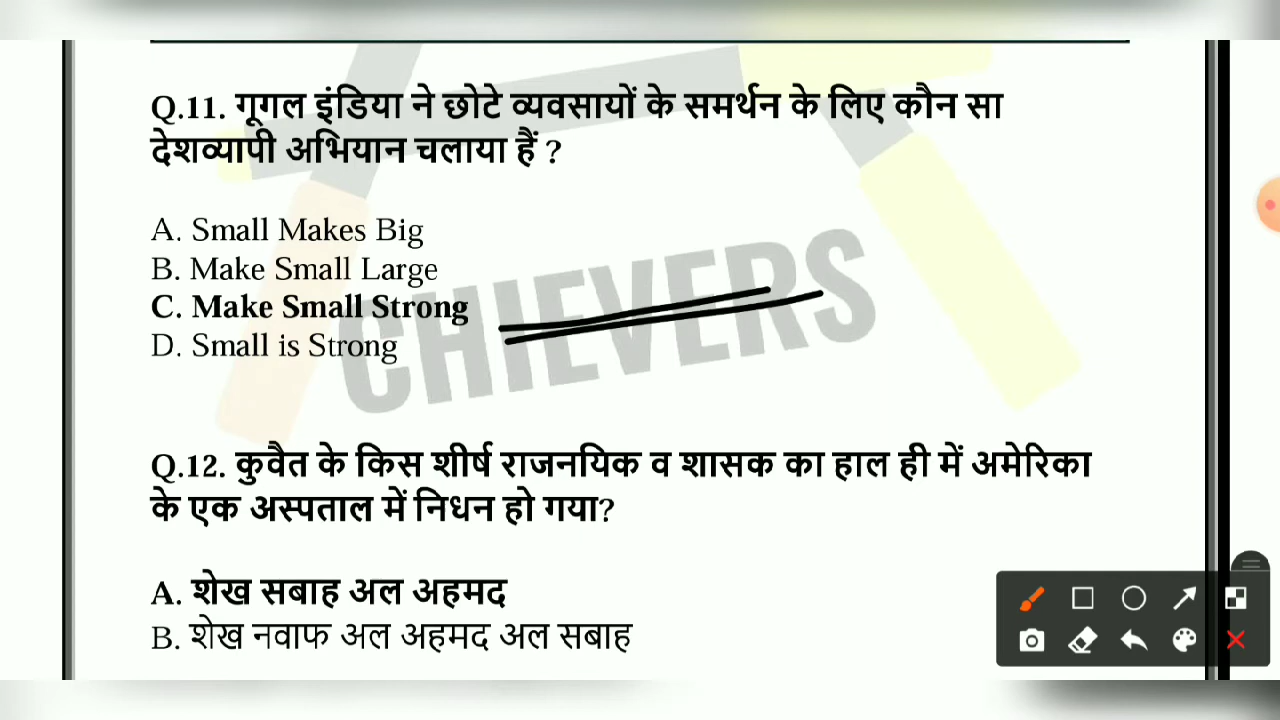 Q.11. गूगल इंडिया ने छोटे व्यवसायों के समर्थन के लिए कौन सा
देशव्यापी अभियान चलाया हैं ?
A. Small Makes Big
B. Make Small Large
C. Make Small Strong
D. Small is Strong
CHIEVERS
Q.12. कुवैत के किस शीर्ष राजनयिक व शासक का हाल ही में अमेरिका
के एक अस्पताल में निधन हो गया?
A. शेख सबाह अल अहमद
B. शेख नवाफ अल अहमद अल सबाह